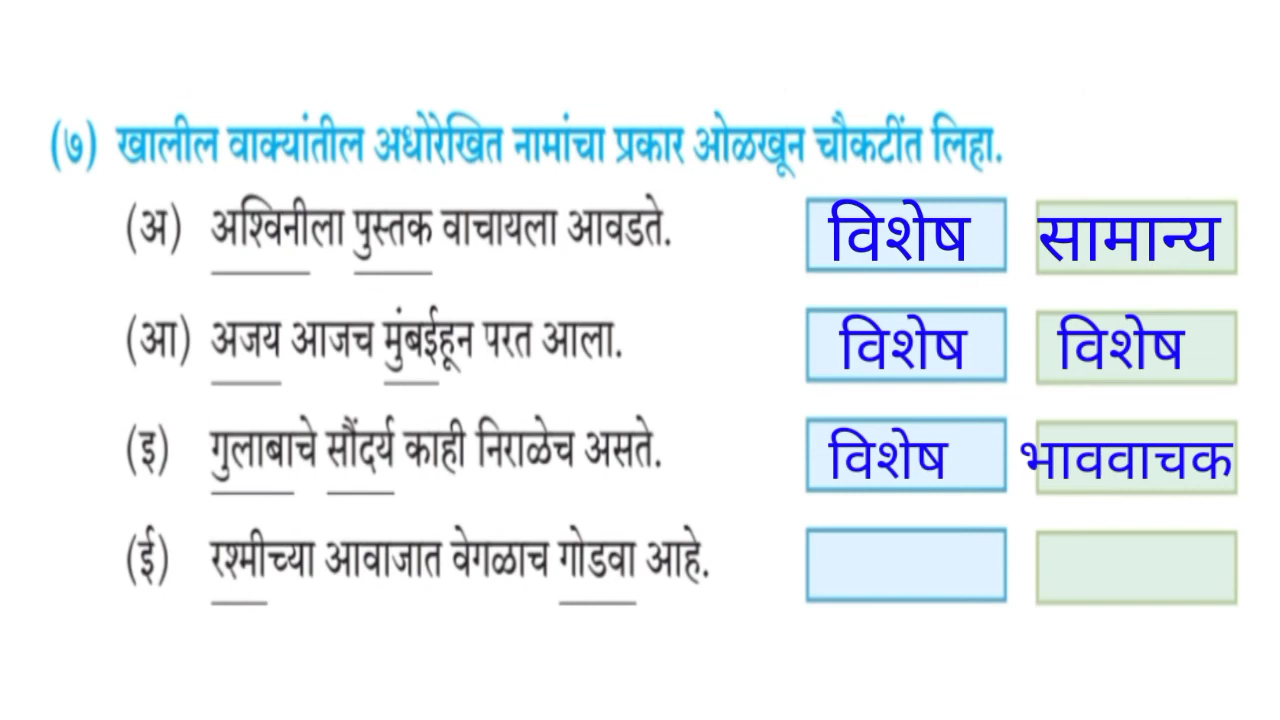 (७) खालील वाक्यांतील अधोरेखित नामांचा प्रकार ओळखून चौकटींत लिहा.
(अ) अश्विनीला पुस्तक वाचायला आवडते. विशेष सामान्य
(आ) अजय आजच मुंबईहून परत आला. विशेष विशेष
(इ) गुलाबाचे सौंदर्य काही निराळेच असते. विशेष भाववाचक
(ई) रश्मीच्या आवाजात वेगळाच गोडवा आहे.